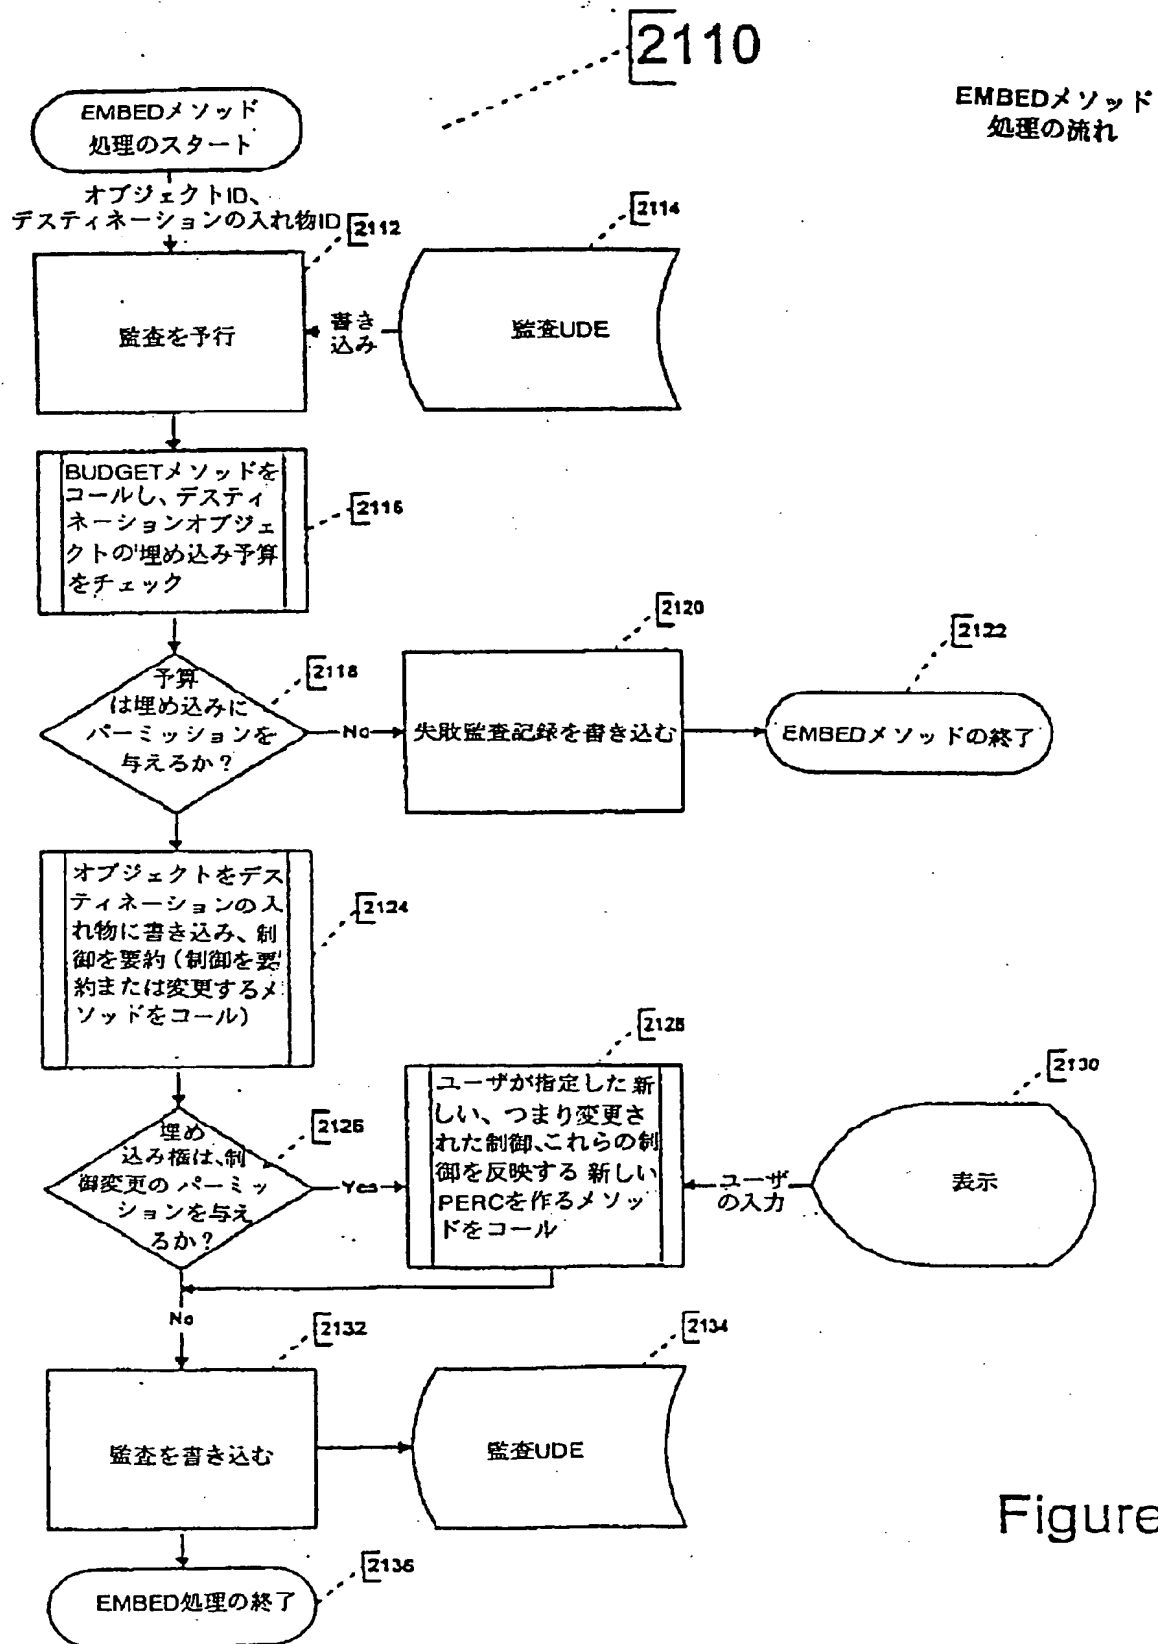 2110
EMBEDメソッド
処理の流れ
EMBEDメソッド
処理のスタート
オブジェクトID、
デスティネーションの入れ物ID
2112
監査を予行
書き
込み
2114
監査UDE
BUDGETメソッドを
コールし、デスティ
ネーションオブジェ
クトの埋め込み予算
をチェック
2116
予算
は埋め込みに
パーミッションを
与えるか?
2118
No
2120
失敗監査記録を書き込む
2122
EMBEDメソッドの終了
オブジェクトをデス
ティネーションの入
れ物に書き込み、制
御を要約(制御を要
約または変更するメ
ソッドをコール)
2124
埋め
込み権は、制
御変更の パーミッ
ションを与え
るか?
2126
Yes
2128
ユーザが指定した 新
しい、つまり変更さ
れた制御、これらの制
御を反映する 新しい
PERCを作るメソッ
ドをコール
ユーザ
の入力
2130
表示
No
2132
監査を書き込む
2134
監査UDE
2136
EMBED処理の終了
Figure